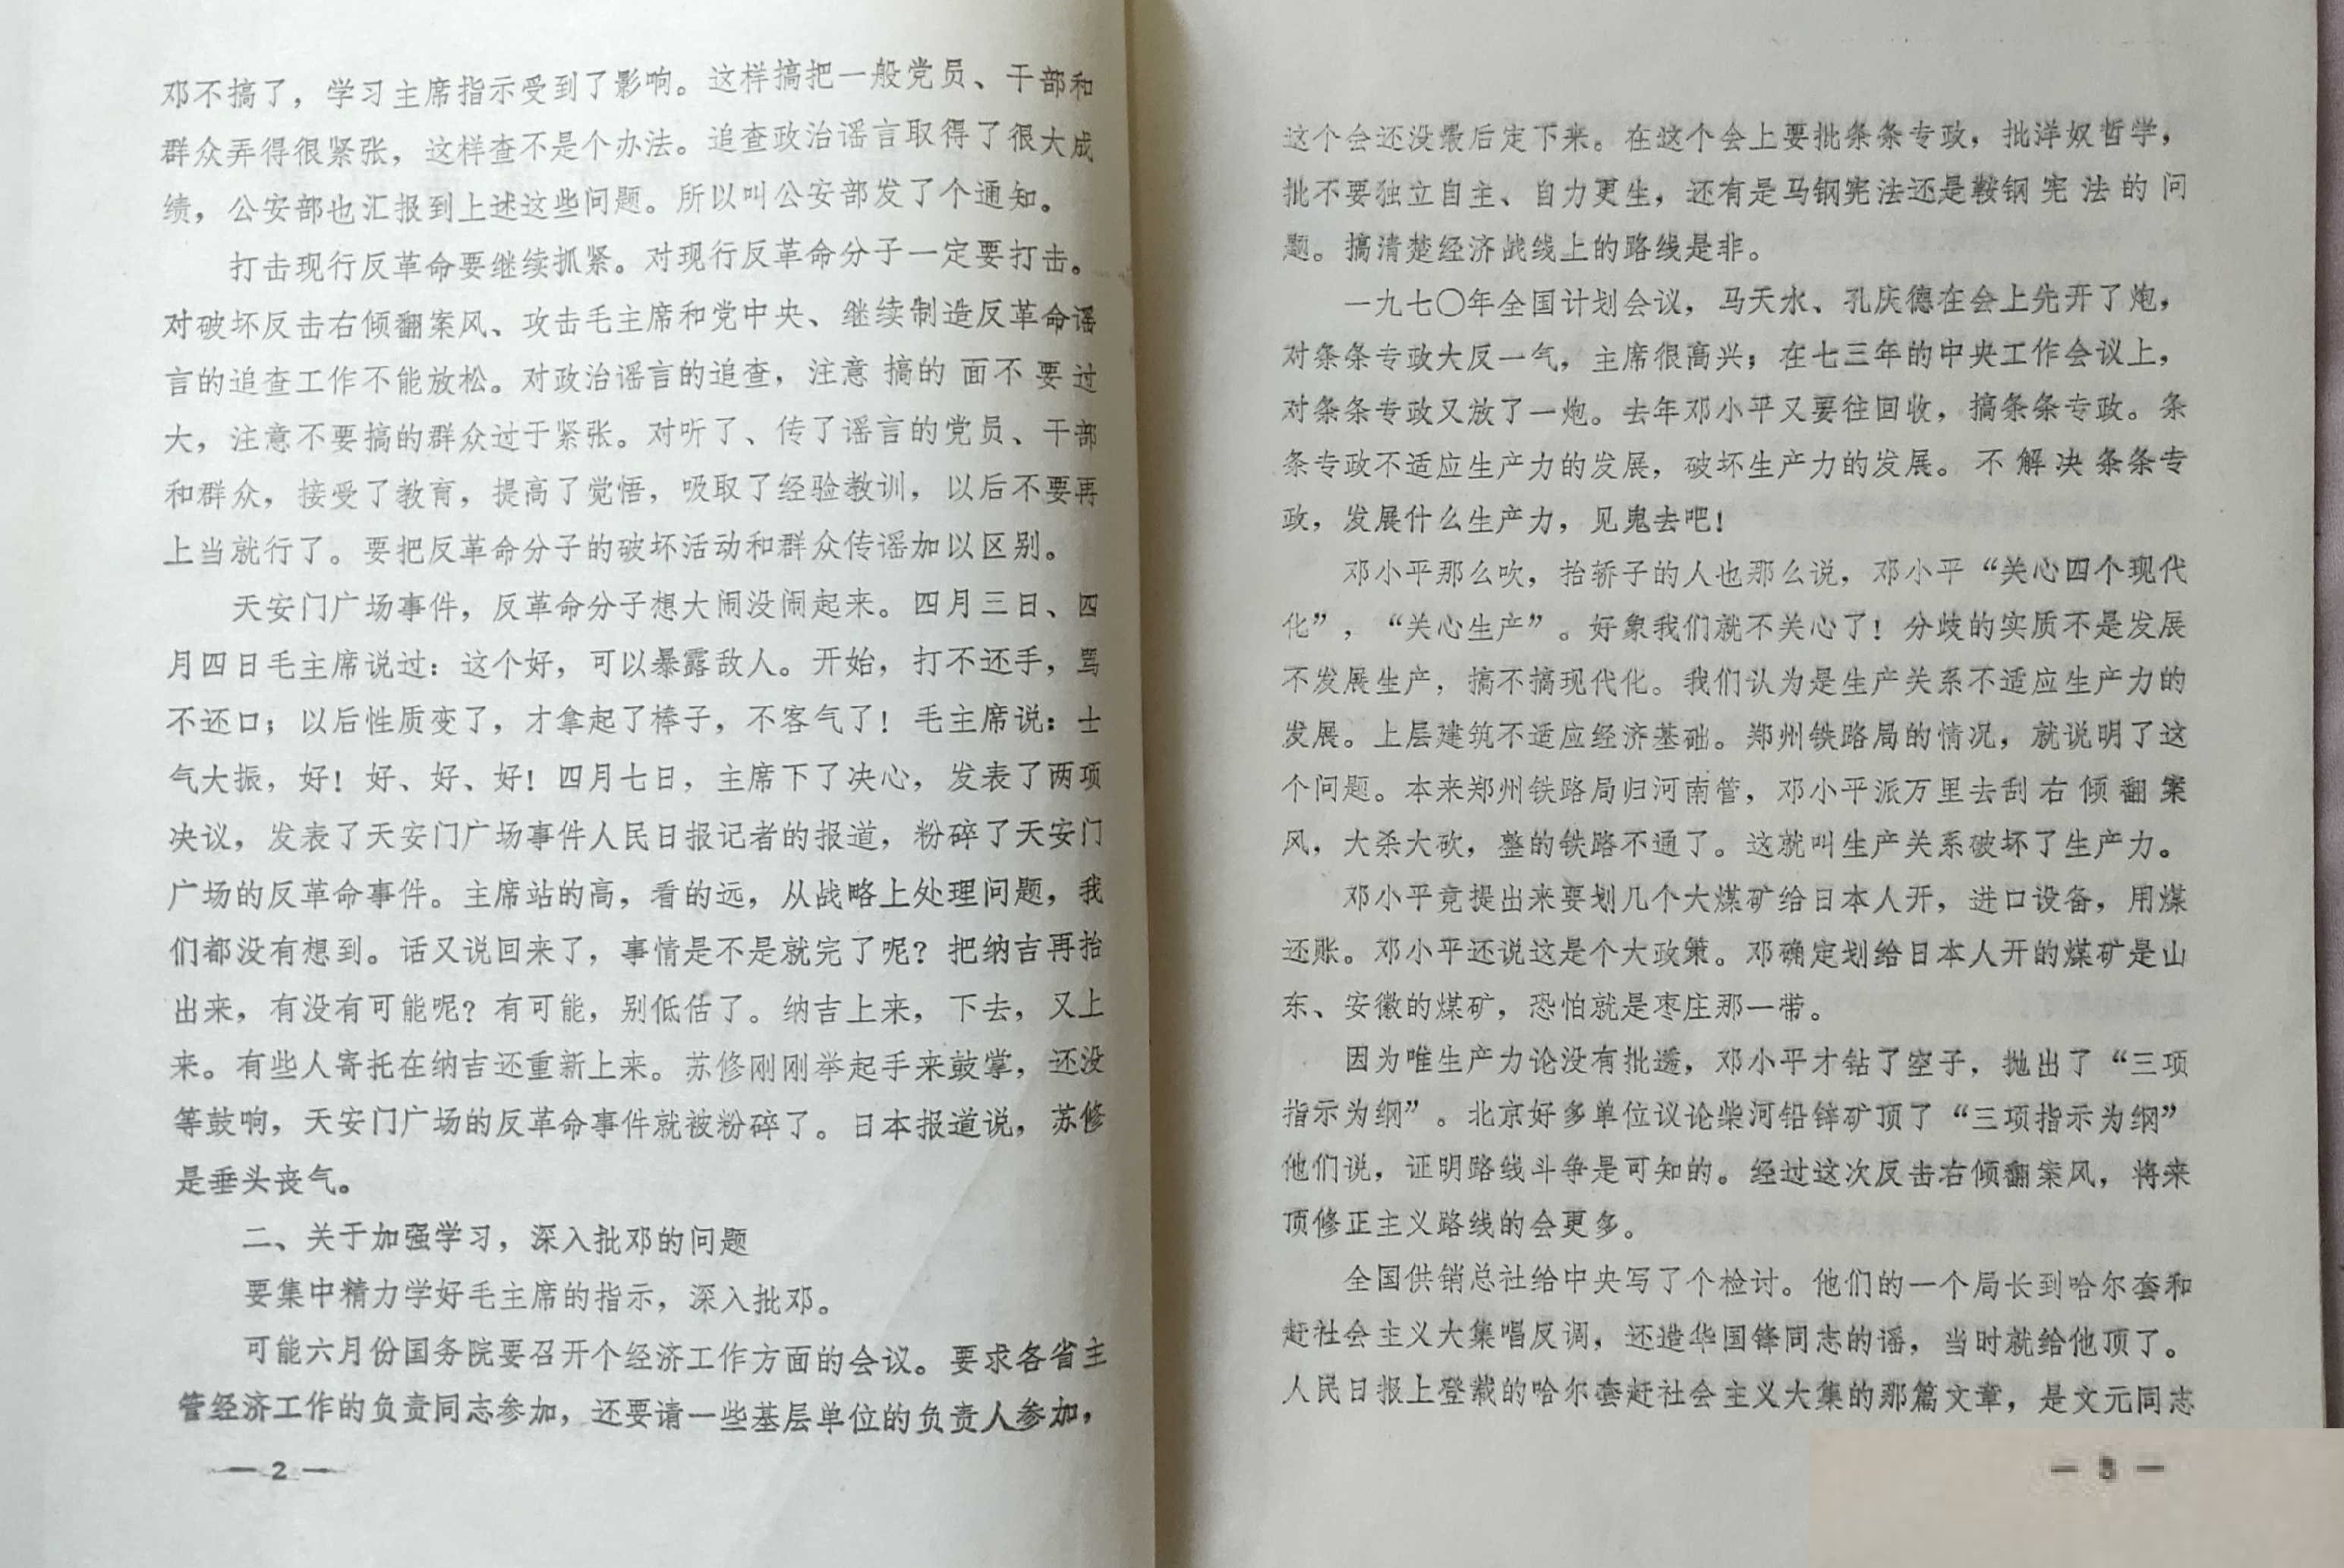 邓不搞了，学习主席指示受到了影响。这样搞把一般党员、干部和
群众弄得很紧张，这样查不是个办法。追查政治谣言取得了很大成
绩，公安部也汇报到上述这些问题。所以叫公安部发了个通知。
打击现行反革命要继续抓紧。对现行反革命分子一定要打击。
对破坏反击右倾翻案风、攻击毛主席和党中央、继续制造反革命谣
言的追查工作不能放松。对政治谣言的追查，注意搞的面不要过
大，注意不要搞的群众过于紧张。对听了、传了谣言的党员、干部
和群众，接受了教育，提高了觉悟，吸取了经验教训，以后不要再
上当就行了。要把反革命分子的破坏活动和群众传谣加以区别。
天安门广场事件，反革命分子想大闹没闹起来。四月三日、四
月四日毛主席说过：这个好，可以暴露敌人。开始，打不还手，骂
不还口；以后性质变了，才拿起了棒子，不客气了！毛主席说：士
气大振，好！好、好、好！四月七日，主席下了决心，发表了两项
决议，发表了天安门广场事件人民日报记者的报道，粉碎了天安门
广场的反革命事件。主席站的高，看的远，从战略上处理问题，我
们都没有想到。话又说回来了，事情是不是就完了呢？把纳吉再抬
出来，有没有可能呢？有可能，别低估了。纳吉上来，下去，又上
来。有些人寄托在纳吉还重新上来。苏修刚刚举起手来鼓掌，还没
等鼓响，天安门广场的反革命事件就被粉碎了。日本报道说，苏修
是垂头丧气。
二、关于加强学习，深入批邓的问题
要集中精力学好毛主席的指示，深入批邓。
可能六月份国务院要召开个经济工作方面的会议。要求各省主
管经济工作的负责同志参加，还要请一些基层单位的负责人参加，
— 2 —
这个会还没最后定下来。在这个会上要批条条专政，批洋奴哲学，
批不要独立自主、自力更生，还有是马钢宪法还是鞍钢宪法的问
题。搞清楚经济战线上的路线是非。
一九七〇年全国计划会议，马天水、孔庆德在会上先开了炮，
对条条专政大反一气，主席很高兴；在七三年的中央工作会议上，
对条条专政又放了一炮。去年邓小平又要往回收，搞条条专政。条
条专政不适应生产力的发展，破坏生产力的发展。不解决条条专
政，发展什么生产力，见鬼去吧！
邓小平那么吹，抬轿子的人也那么说，邓小平“关心四个现代
化”，“关心生产”。好象我们就不关心了！分歧的实质不是发展
不发展生产，搞不搞现代化。我们认为是生产关系不适应生产力的
发展。上层建筑不适应经济基础。郑州铁路局的情况，就说明了这
个问题。本来郑州铁路局归河南管，邓小平派万里去刮右倾翻案
风，大杀大砍，整的铁路不通了。这就叫生产关系破坏了生产力。
邓小平竟提出来要划几个大煤矿给日本人开，进口设备，用煤
还账。邓小平还说这是个大政策。邓确定划给日本人开的煤矿是山
东、安徽的煤矿，恐怕就是枣庄那一带。
因为唯生产力论没有批透，邓小平才钻了空子，抛出了“三项
指示为纲”。北京好多单位议论柴河铅锌矿顶了“三项指示为纲”
他们说，证明路线斗争是可知的。经过这次反击右倾翻案风，将来
顶修正主义路线的会更多。
全国供销总社给中央写了个检讨。他们的一个局长到哈尔套和
赶社会主义大集唱反调，还造华国锋同志的谣，当时就给他顶了。
人民日报上登载的哈尔套赶社会主义大集的那篇文章，是文元同志
— 3 —